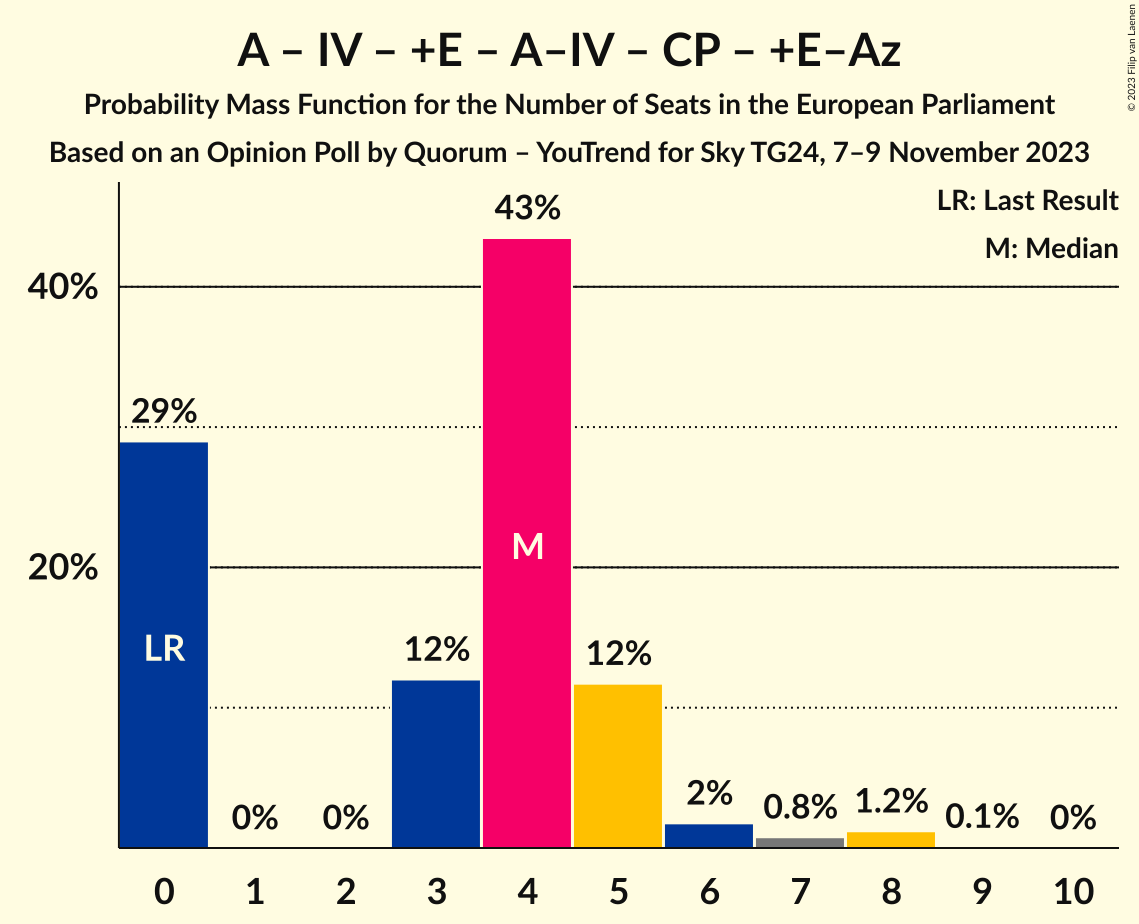 A – IV – +E – A–IV – CP – +E–Az
Probability Mass Function for the Number of Seats in the European Parliament
Based on an Opinion Poll by Quorum – YouTrend for Sky TG24, 7–9 November 2023
© 2023 Filip van Laenen
LR: Last Result
M: Median
43%
40%
29%
M
20%
LR
12%
12%
0%
0%
2%
0.8%
1.2%
0.1%
0%
0 1 2 3 4 5 6 7 8 9 10